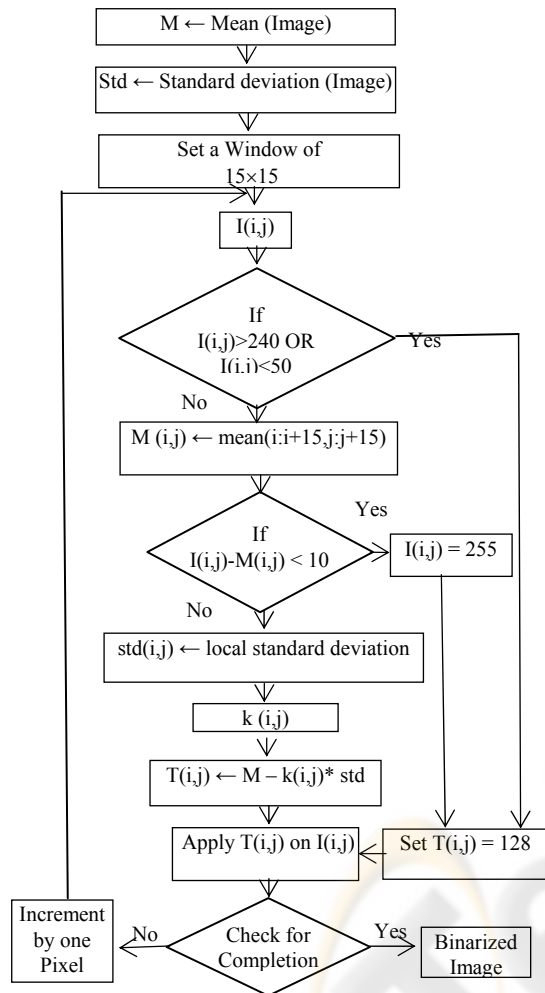 M ← Mean (Image)
Std ← Standard deviation (Image)
Set a Window of
15×15
I(i,j)
If
I(i,j)>240 OR
I(i,j)<50
Yes
No
M (i,j) ← mean(i:i+15,j:j+15)
If
I(i,j)-M(i,j) < 10
Yes
I(i,j) = 255
No
std(i,j) ← local standard deviation
k (i,j)
T(i,j) ← M – k(i,j)* std
Apply T(i,j) on I(i,j)
Set T(i,j) = 128
Increment
by one
Pixel
No
Check for
Completion
Yes
Binarized
Image